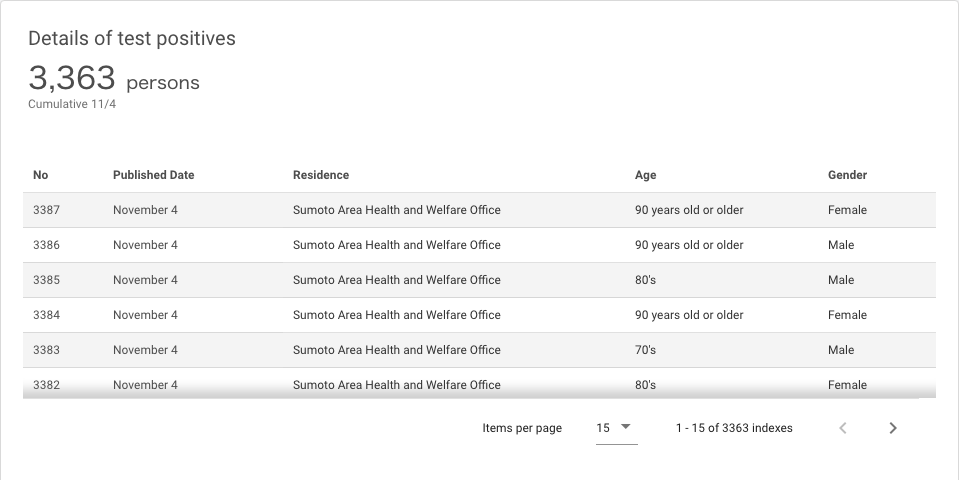 Details of test positives
3,363 persons
Cumulative 11/4
No Published Date Residence Age Gender
3387 November 4 Sumoto Area Health and Welfare Office 90 years old or older Female
3386 November 4 Sumoto Area Health and Welfare Office 90 years old or older Male
3385 November 4 Sumoto Area Health and Welfare Office 80's Male
3384 November 4 Sumoto Area Health and Welfare Office 90 years old or older Female
3383 November 4 Sumoto Area Health and Welfare Office 70's Male
3382 November 4 Sumoto Area Health and Welfare Office 80's Female
Items per page 15 1 - 15 of 3363 indexes